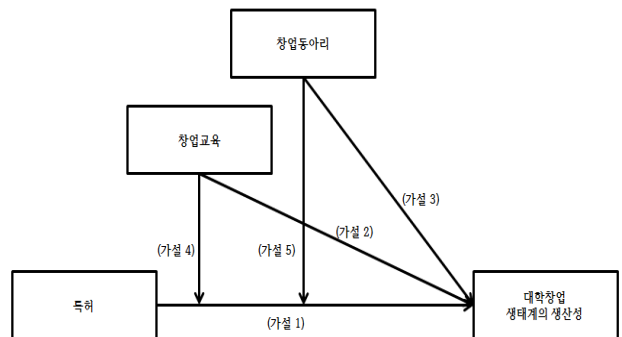 창업동아리
창업교육
(가설 3)
(가설 2)
(가설 4)
(가설 5)
특허
대학창업
생태계의 생산성
(가설 1)